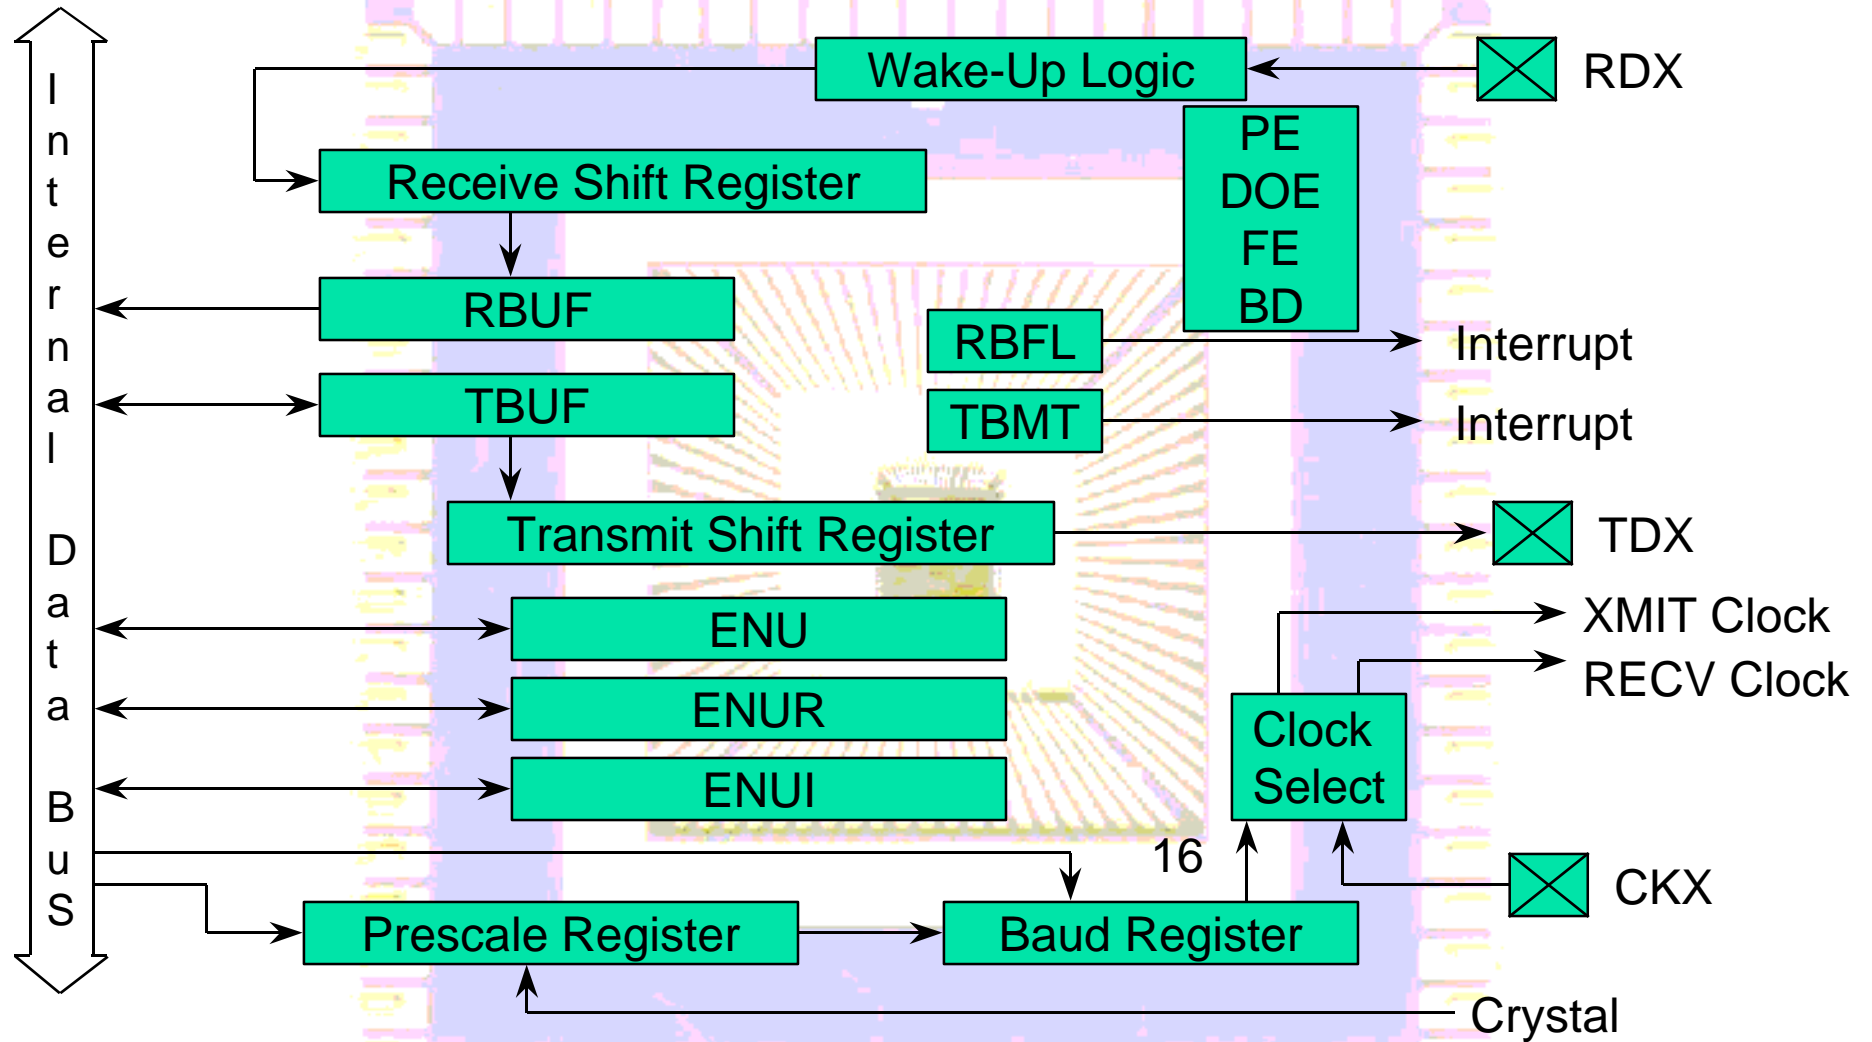 Internal Data BuS
Wake-Up Logic
RDX
PE
DOE
FE
BD
Receive Shift Register
RBUF
RBFL
Interrupt
TBUF
TBMT
Interrupt
Transmit Shift Register
TDX
ENU
XMIT Clock
RECV Clock
ENUR
Clock
Select
ENUI
16
CKX
Prescale Register
Baud Register
Crystal